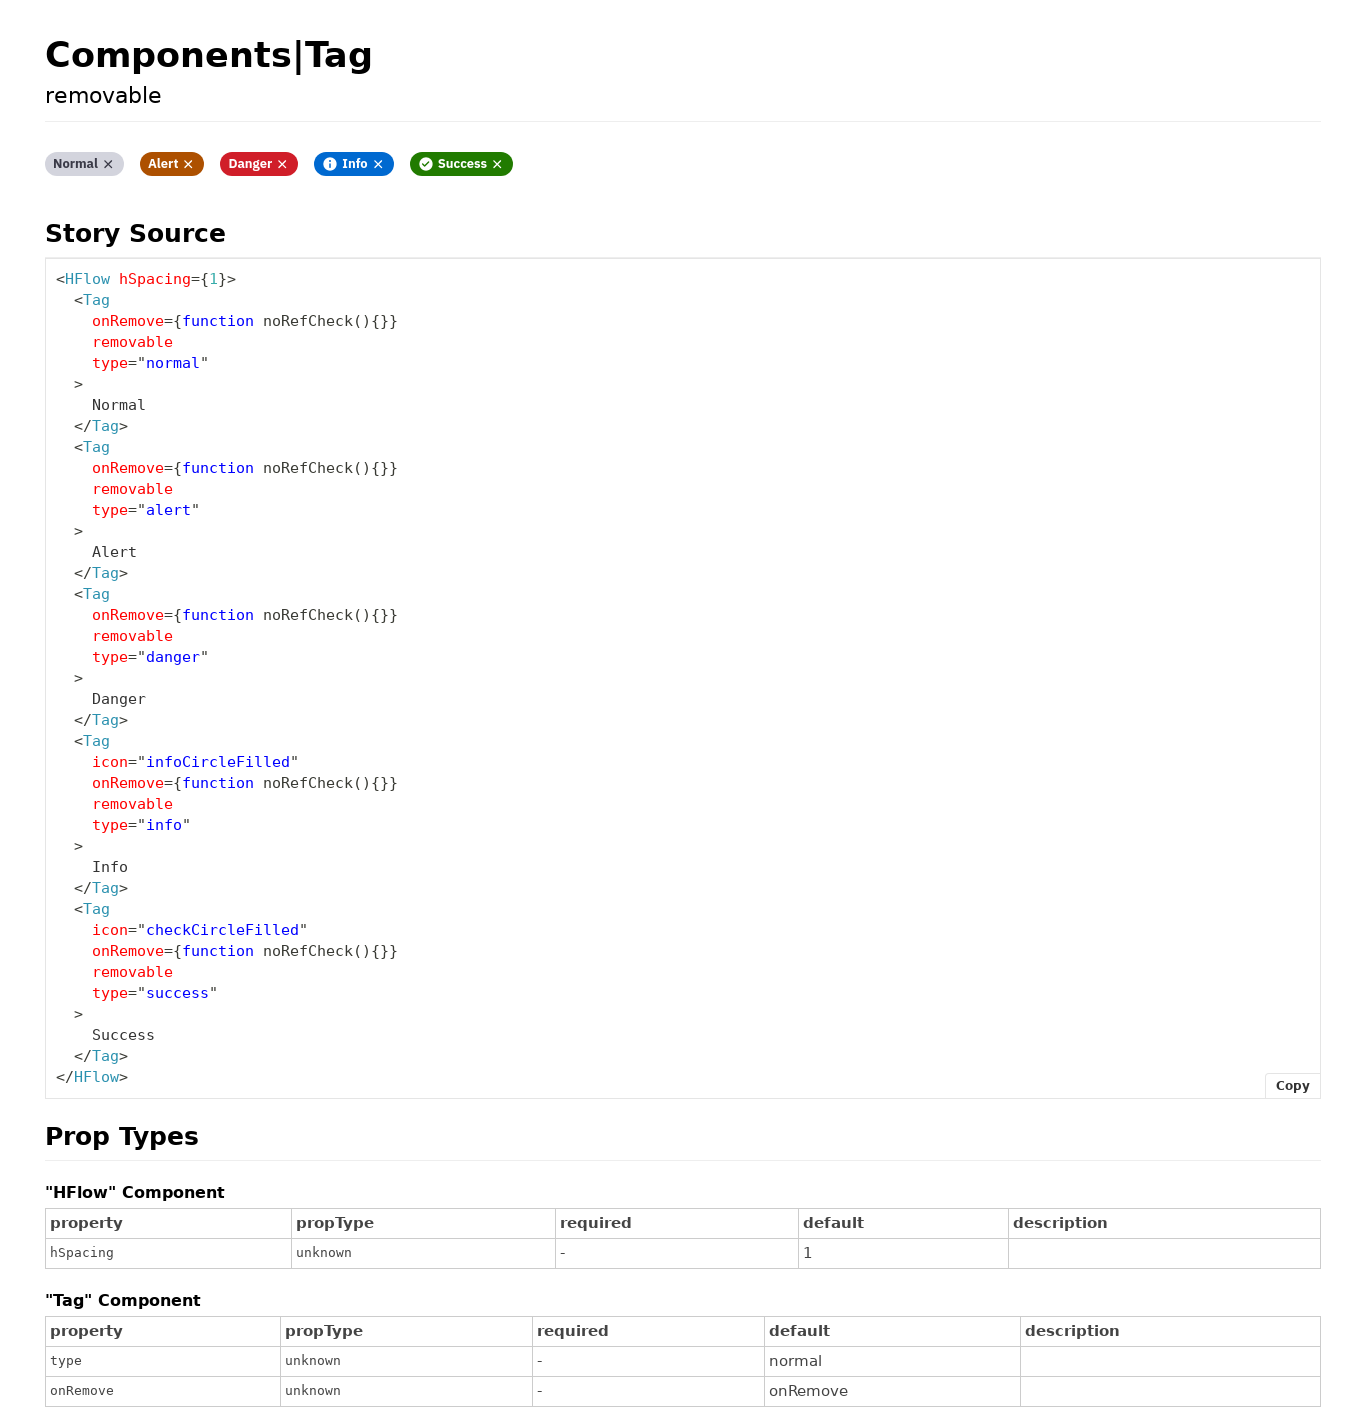 Components|Tag
removable
Normal Alert Danger Info Success
Story Source
<HFlow hSpacing={1}>
  <Tag
    onRemove={function noRefCheck(){}}
    removable
    type="normal"
  >
    Normal
  </Tag>
  <Tag
    onRemove={function noRefCheck(){}}
    removable
    type="alert"
  >
    Alert
  </Tag>
  <Tag
    onRemove={function noRefCheck(){}}
    removable
    type="danger"
  >
    Danger
  </Tag>
  <Tag
    icon="infoCircleFilled"
    onRemove={function noRefCheck(){}}
    removable
    type="info"
  >
    Info
  </Tag>
  <Tag
    icon="checkCircleFilled"
    onRemove={function noRefCheck(){}}
    removable
    type="success"
  >
    Success
  </Tag>
</HFlow>
Copy
Prop Types
"HFlow" Component
property propType required default description
hSpacing unknown - 1
"Tag" Component
property propType required default description
type unknown - normal
onRemove unknown - onRemove